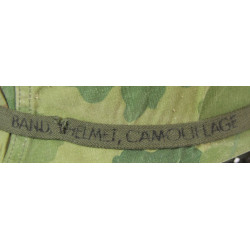 BAND, HELMET, CAMOUFLAGE